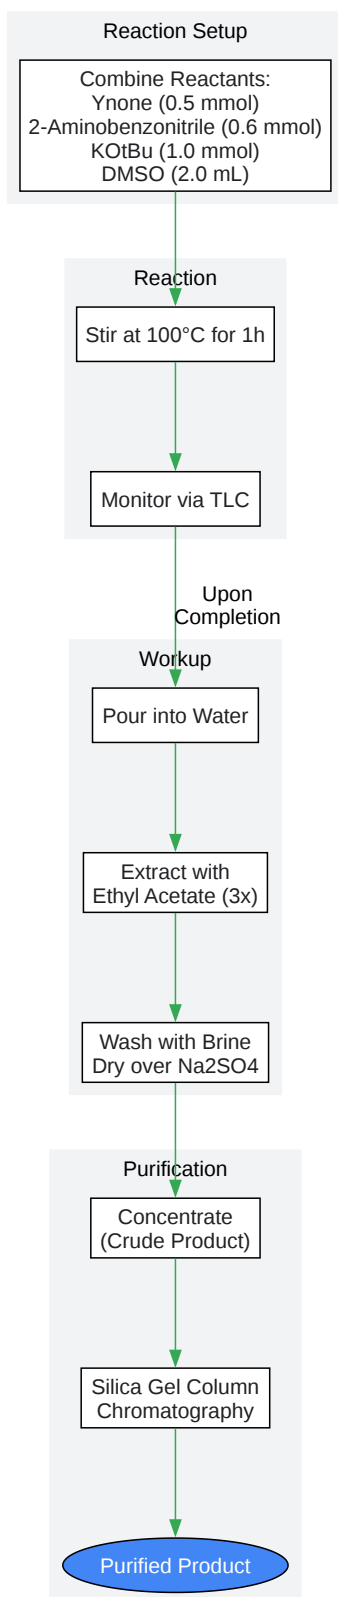 Reaction Setup
Combine Reactants:
Ynone (0.5 mmol)
2-Aminobenzonitrile (0.6 mmol)
KOtBu (1.0 mmol)
DMSO (2.0 mL)
Reaction
Stir at 100°C for 1h
Monitor via TLC
Upon
Completion
Workup
Pour into Water
Extract with
Ethyl Acetate (3x)
Wash with Brine
Dry over Na2SO4
Purification
Concentrate
(Crude Product)
Silica Gel Column
Chromatography
Purified Product